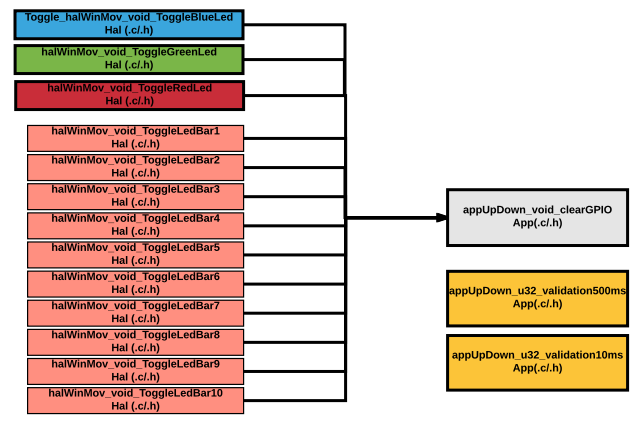 Toggle_halWinMov_void_ToggleBlueLed
Hal (.c/.h)
halWinMov_void_ToggleGreenLed
Hal (.c/.h)
halWinMov_void_ToggleRedLed
Hal (.c/.h)
halWinMov_void_ToggleLedBar1
Hal (.c/.h)
halWinMov_void_ToggleLedBar2
Hal (.c/.h)
halWinMov_void_ToggleLedBar3
Hal (.c/.h)
halWinMov_void_ToggleLedBar4
Hal (.c/.h)
halWinMov_void_ToggleLedBar5
Hal (.c/.h)
halWinMov_void_ToggleLedBar6
Hal (.c/.h)
halWinMov_void_ToggleLedBar7
Hal (.c/.h)
halWinMov_void_ToggleLedBar8
Hal (.c/.h)
halWinMov_void_ToggleLedBar9
Hal (.c/.h)
halWinMov_void_ToggleLedBar10
Hal (.c/.h)
appUpDown_void_clearGPIO
App(.c/.h)
appUpDown_u32_validation500ms
App(.c/.h)
appUpDown_u32_validation10ms
App(.c/.h)